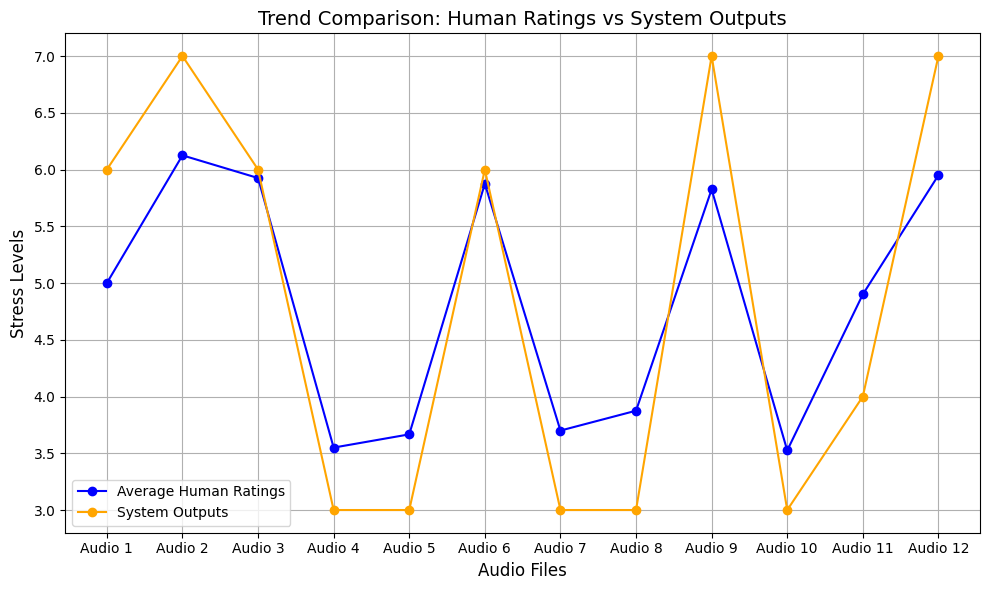 Trend Comparison: Human Ratings vs System Outputs
Stress Levels
7.0
6.5
6.0
5.5
5.0
4.5
4.0
3.5
3.0
Average Human Ratings
System Outputs
Audio 1 Audio 2 Audio 3 Audio 4 Audio 5 Audio 6 Audio 7 Audio 8 Audio 9 Audio 10 Audio 11 Audio 12
Audio Files